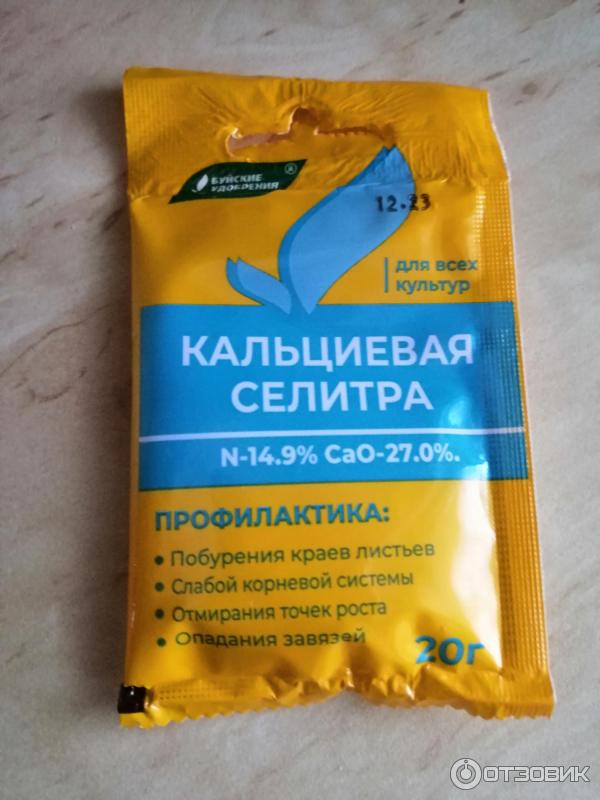 БУЙСКИЕ
УДОБРЕНИЯ ®
12.23
для всех
культур
КАЛЬЦИЕВАЯ
СЕЛИТРА
N-14.9% CaO-27.0%.
ПРОФИЛАКТИКА:
• Побурения краев листьев
• Слабой корневой системы
• Отмирания точек роста
• Опадания завязей
20г
ОТЗОВИК